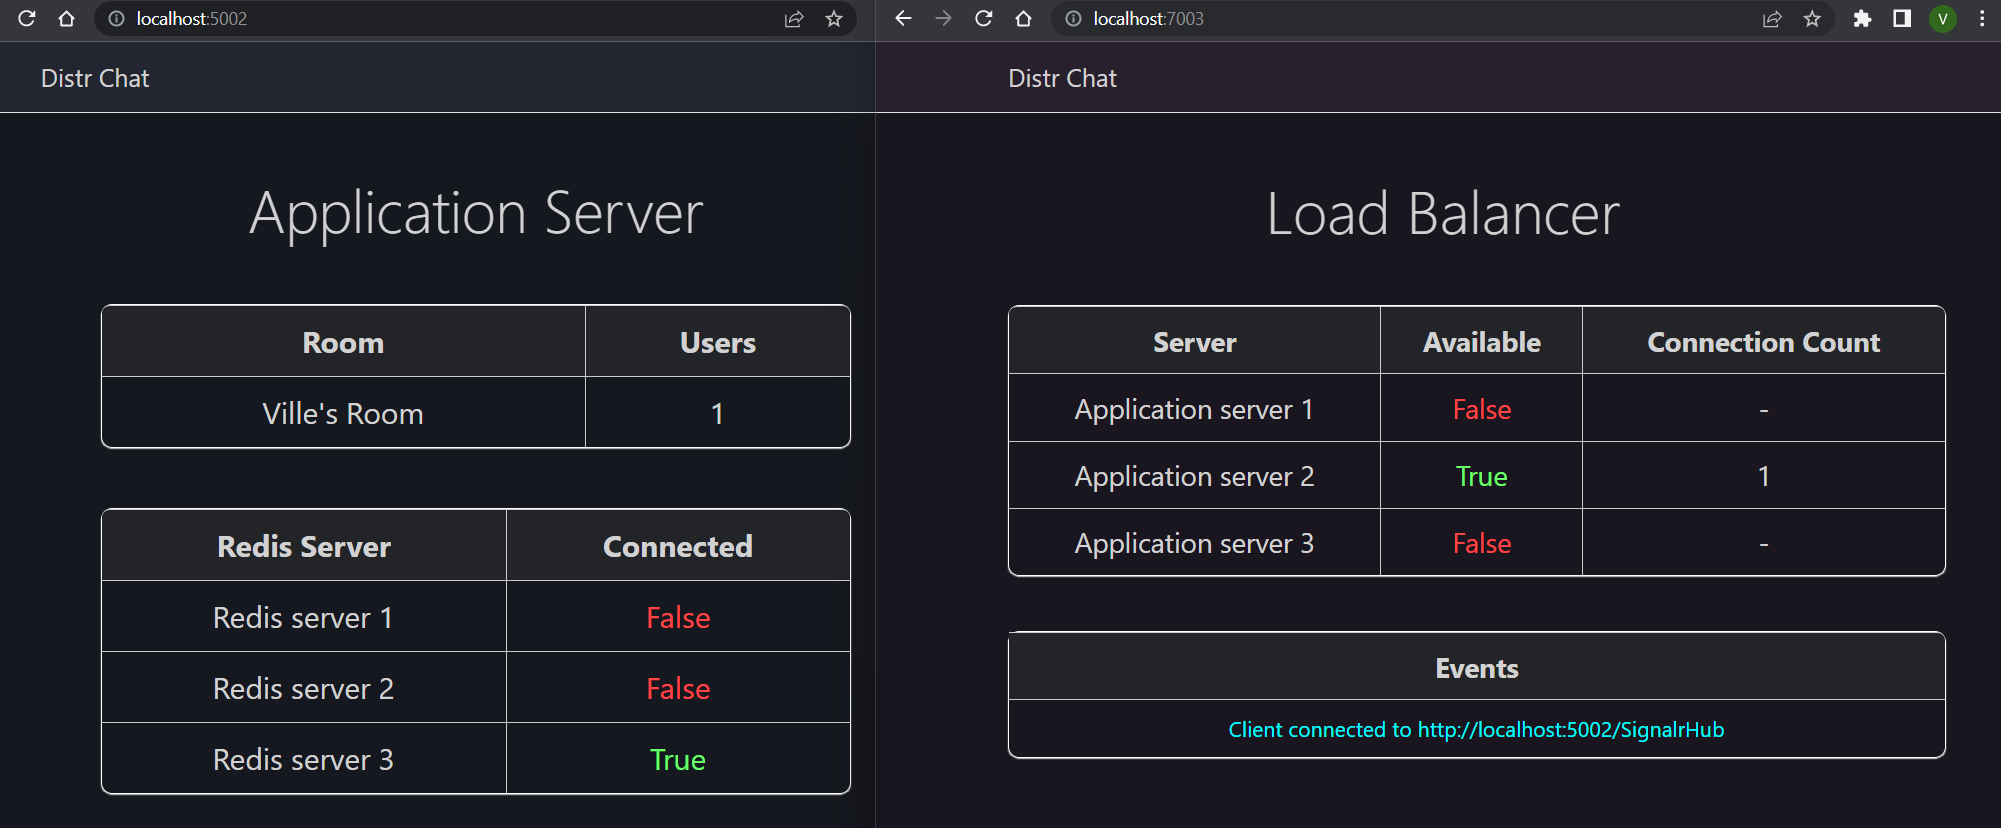 localhost:5002
Distr Chat
Application Server
Room Users
Ville's Room 1
Redis Server Connected
Redis server 1 False
Redis server 2 False
Redis server 3 True
localhost:7003
V
Distr Chat
Load Balancer
Server Available Connection Count
Application server 1 False -
Application server 2 True 1
Application server 3 False -
Events
Client connected to http://localhost:5002/SignalrHub